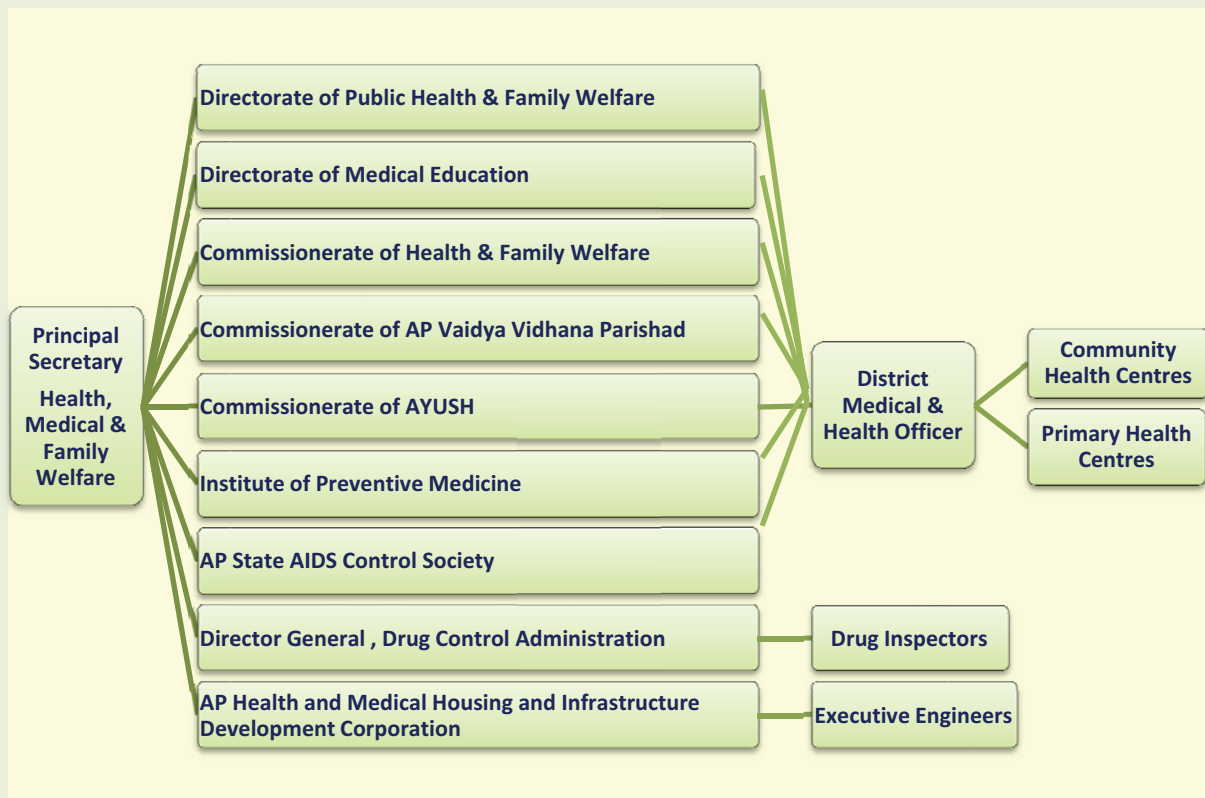 Principal
Secretary
Health,
Medical &
Family
Welfare
Directorate of Public Health & Family Welfare
Directorate of Medical Education
Commissionerate of Health & Family Welfare
Commissionerate of AP Vaidya Vidhana Parishad
Commissionerate of AYUSH
Institute of Preventive Medicine
AP State AIDS Control Society
Director General , Drug Control Administration
AP Health and Medical Housing and Infrastructure
Development Corporation
District
Medical &
Health Officer
Drug Inspectors
Executive Engineers
Community
Health Centres
Primary Health
Centres